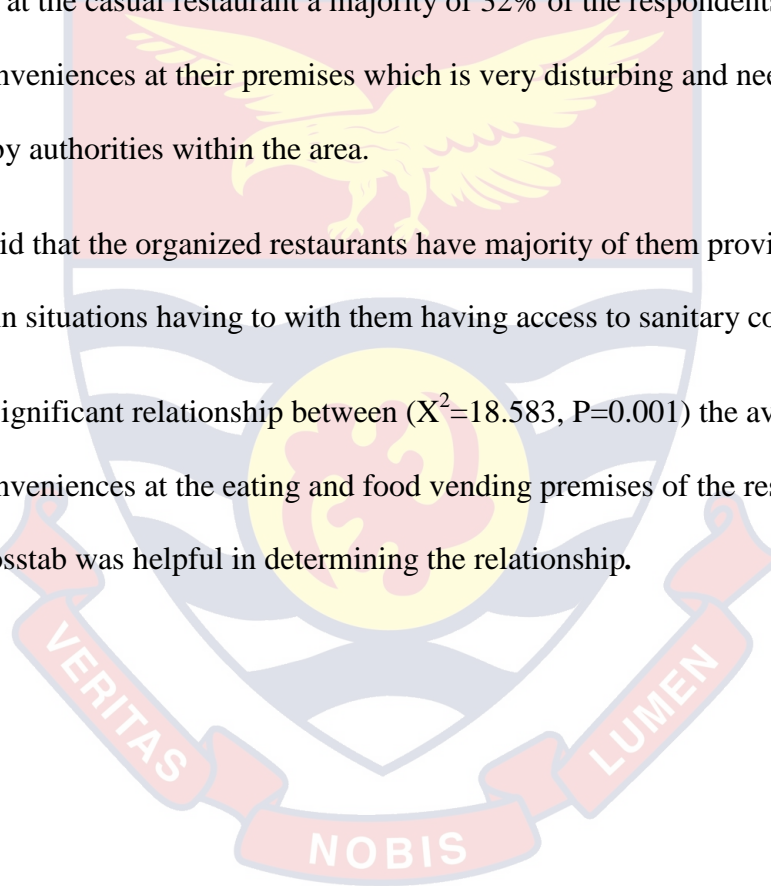 at the casual restaurant a majority of 52% of the respondents
nveniences at their premises which is very disturbing and nee
by authorities within the area.
id that the organized restaurants have majority of them provi
in situations having to with them having access to sanitary co
ignificant relationship between (X²=18.583, P=0.001) the av
nveniences at the eating and food vending premises of the res
osstab was helpful in determining the relationship.
VERITAS
NOBIS
LUMEN